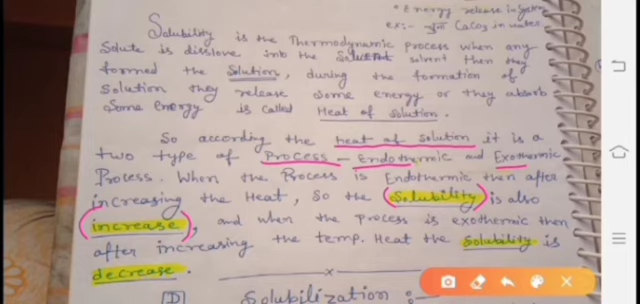 * Energy release in system
ex:- चूना CaCO3 in water
Solubility is the Thermodynamic process when any
Solute is disslove into the solvent then they
formed the Solution, during the formation of
Solution they release some energy or they absorb
Some energy is called Heat of solution.
So according the heat of solution it is a
two type of Process - Endothermic and Exothermic
Process. When the Process is Endothermic then after
increasing the Heat, so the (Solubility) is also
(increase), and when the process is exothermic then
after increasing the temp. Heat the solubility is
decrease.
x
1 Solubilization :-